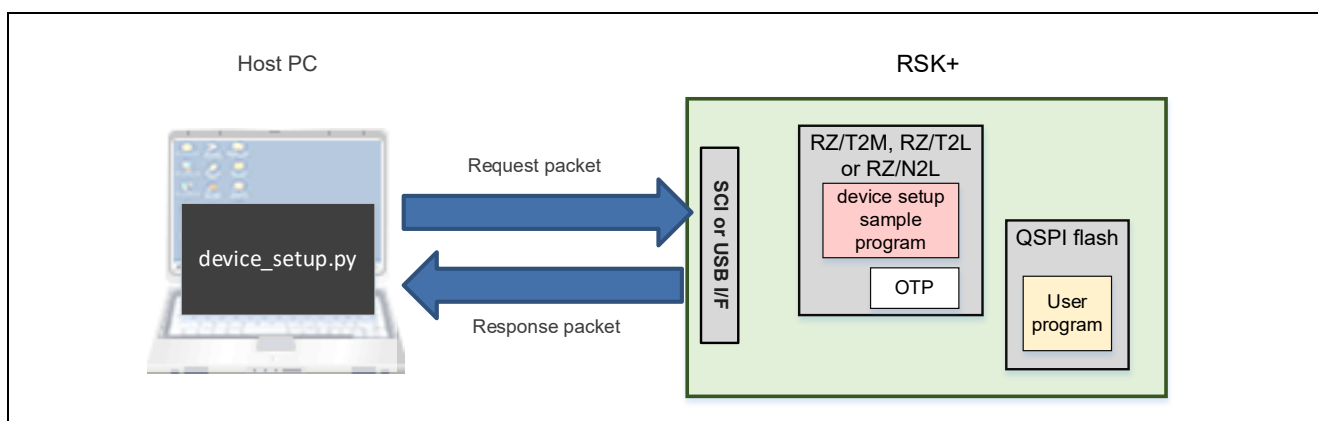 Host PC
RSK+
Request packet
device_setup.py
Response packet
SCI or USB I/F
RZ/T2M, RZ/T2L
or RZ/N2L
device setup
sample
program
OTP
QSPI flash
User
program